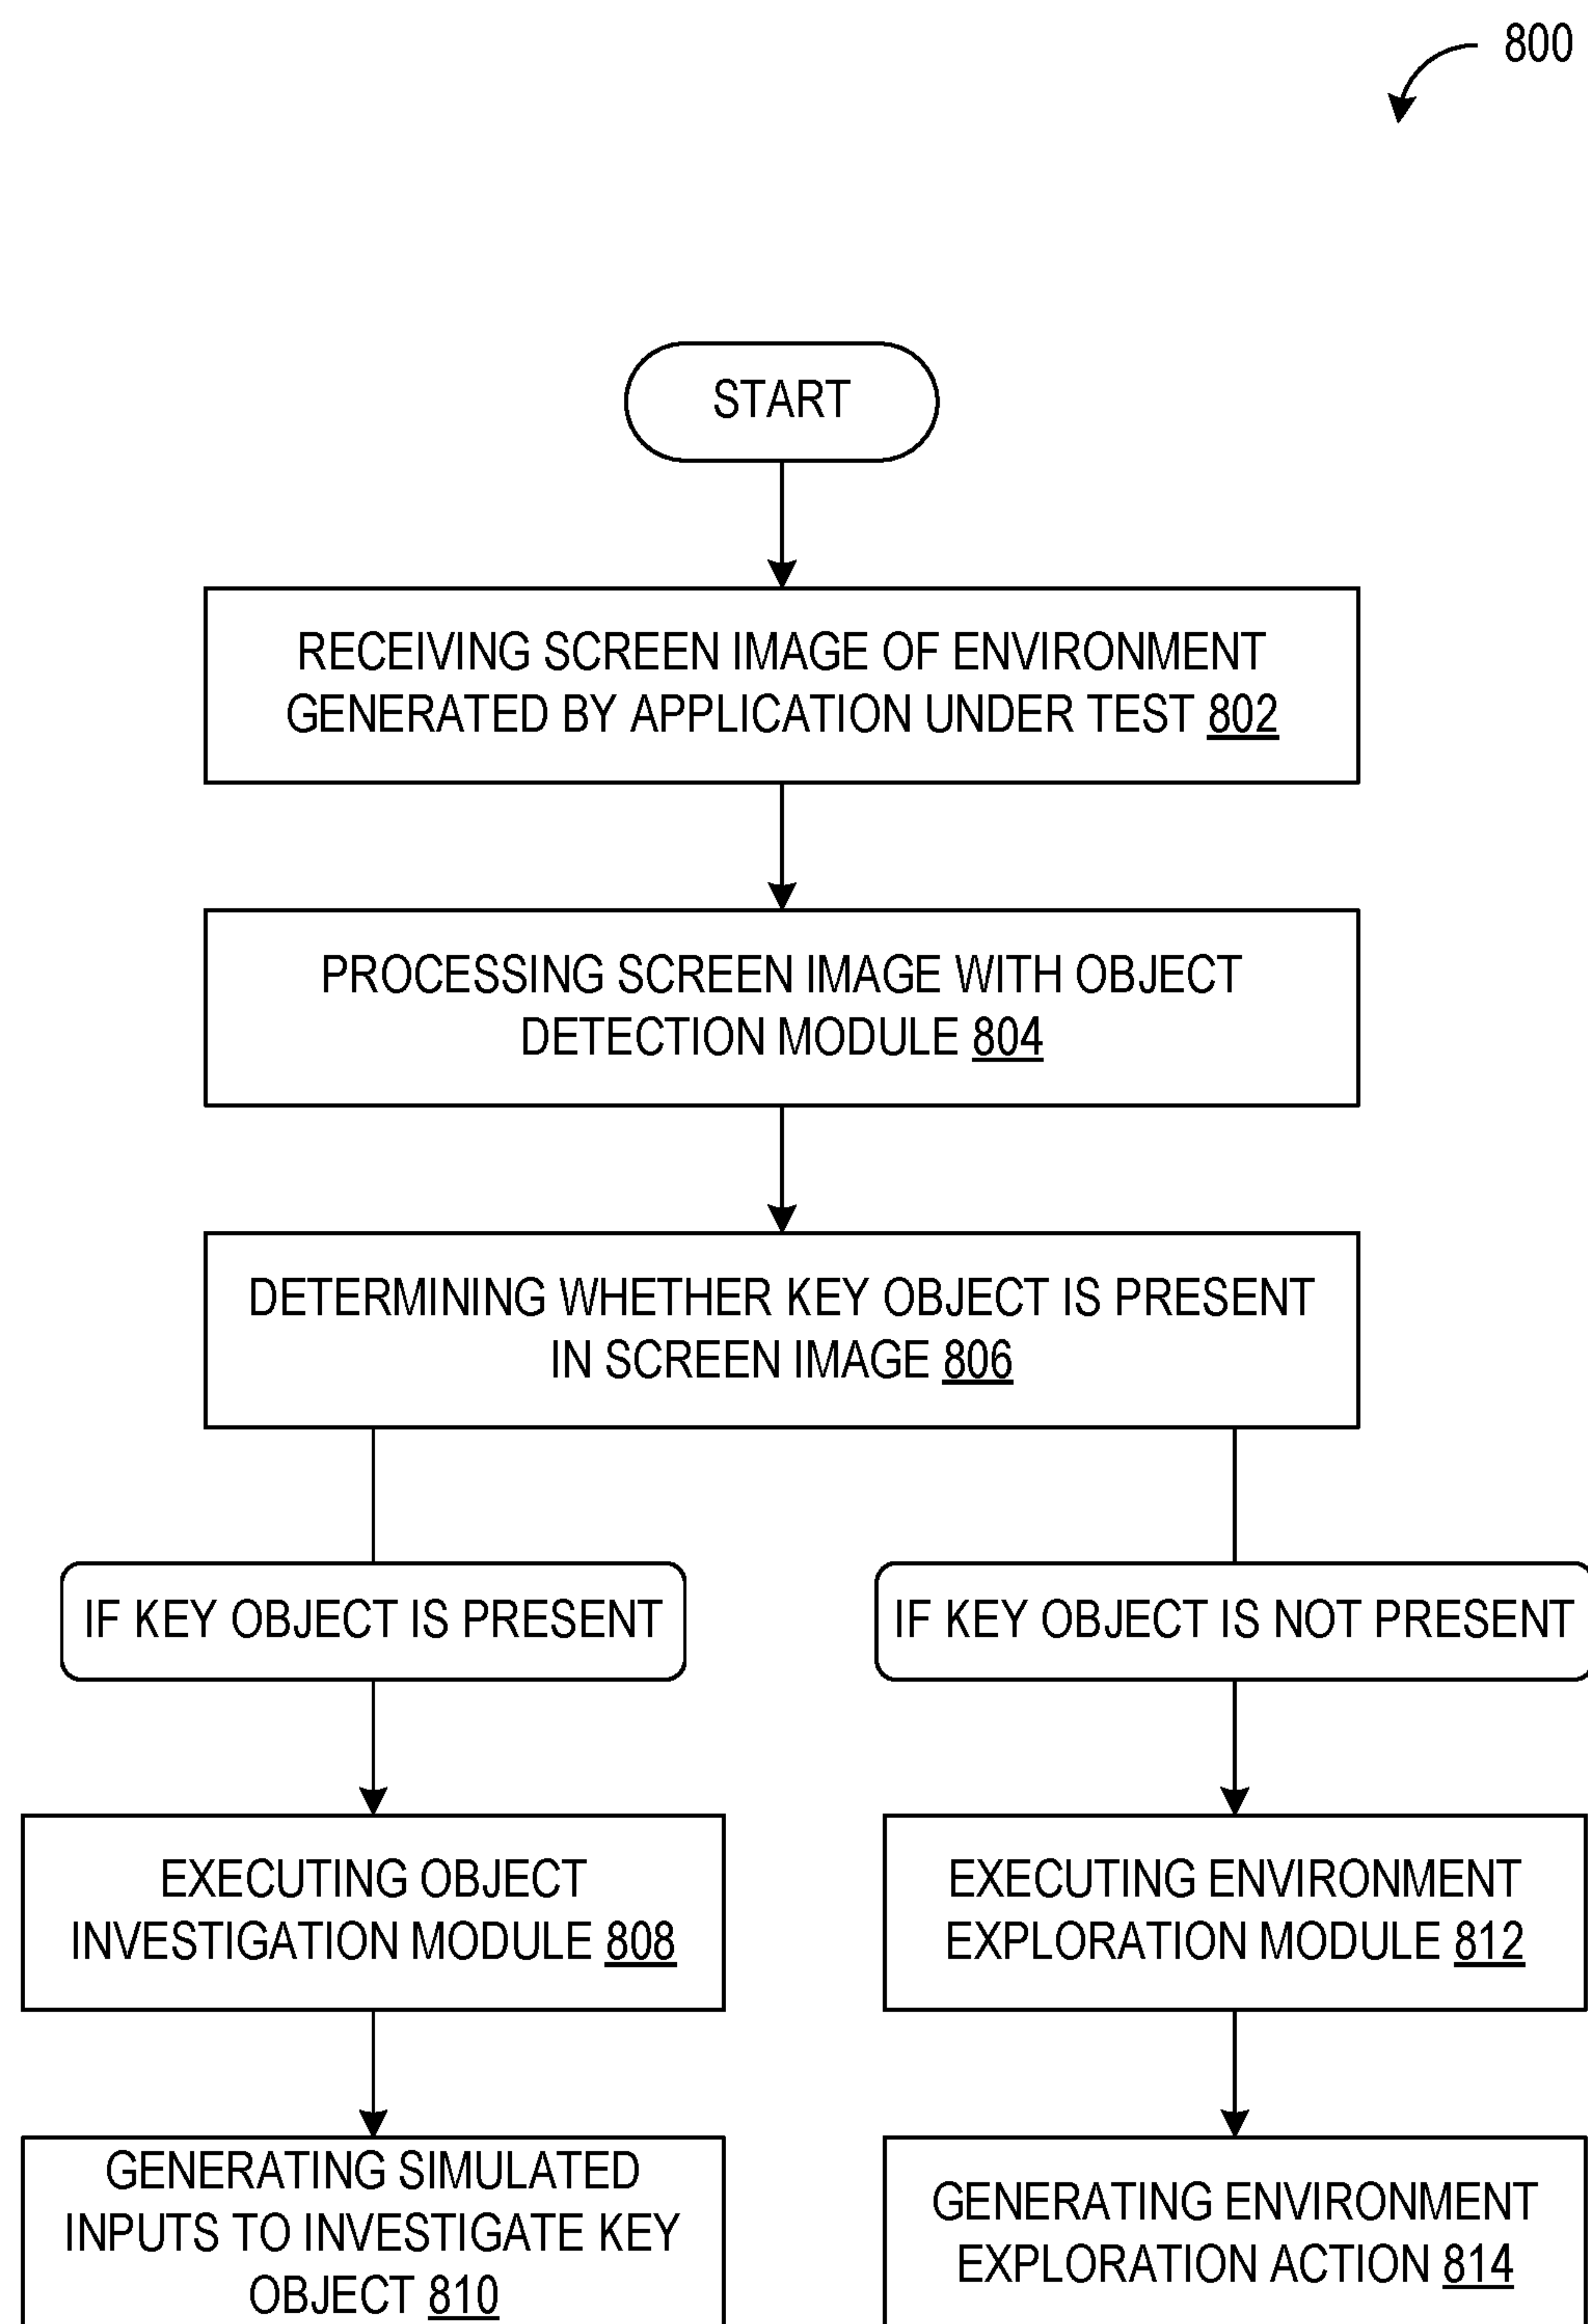 800
START
RECEIVING SCREEN IMAGE OF ENVIRONMENT
GENERATED BY APPLICATION UNDER TEST 802
PROCESSING SCREEN IMAGE WITH OBJECT
DETECTION MODULE 804
DETERMINING WHETHER KEY OBJECT IS PRESENT
IN SCREEN IMAGE 806
IF KEY OBJECT IS PRESENT
IF KEY OBJECT IS NOT PRESENT
EXECUTING OBJECT
INVESTIGATION MODULE 808
EXECUTING ENVIRONMENT
EXPLORATION MODULE 812
GENERATING SIMULATED
INPUTS TO INVESTIGATE KEY
OBJECT 810
GENERATING ENVIRONMENT
EXPLORATION ACTION 814